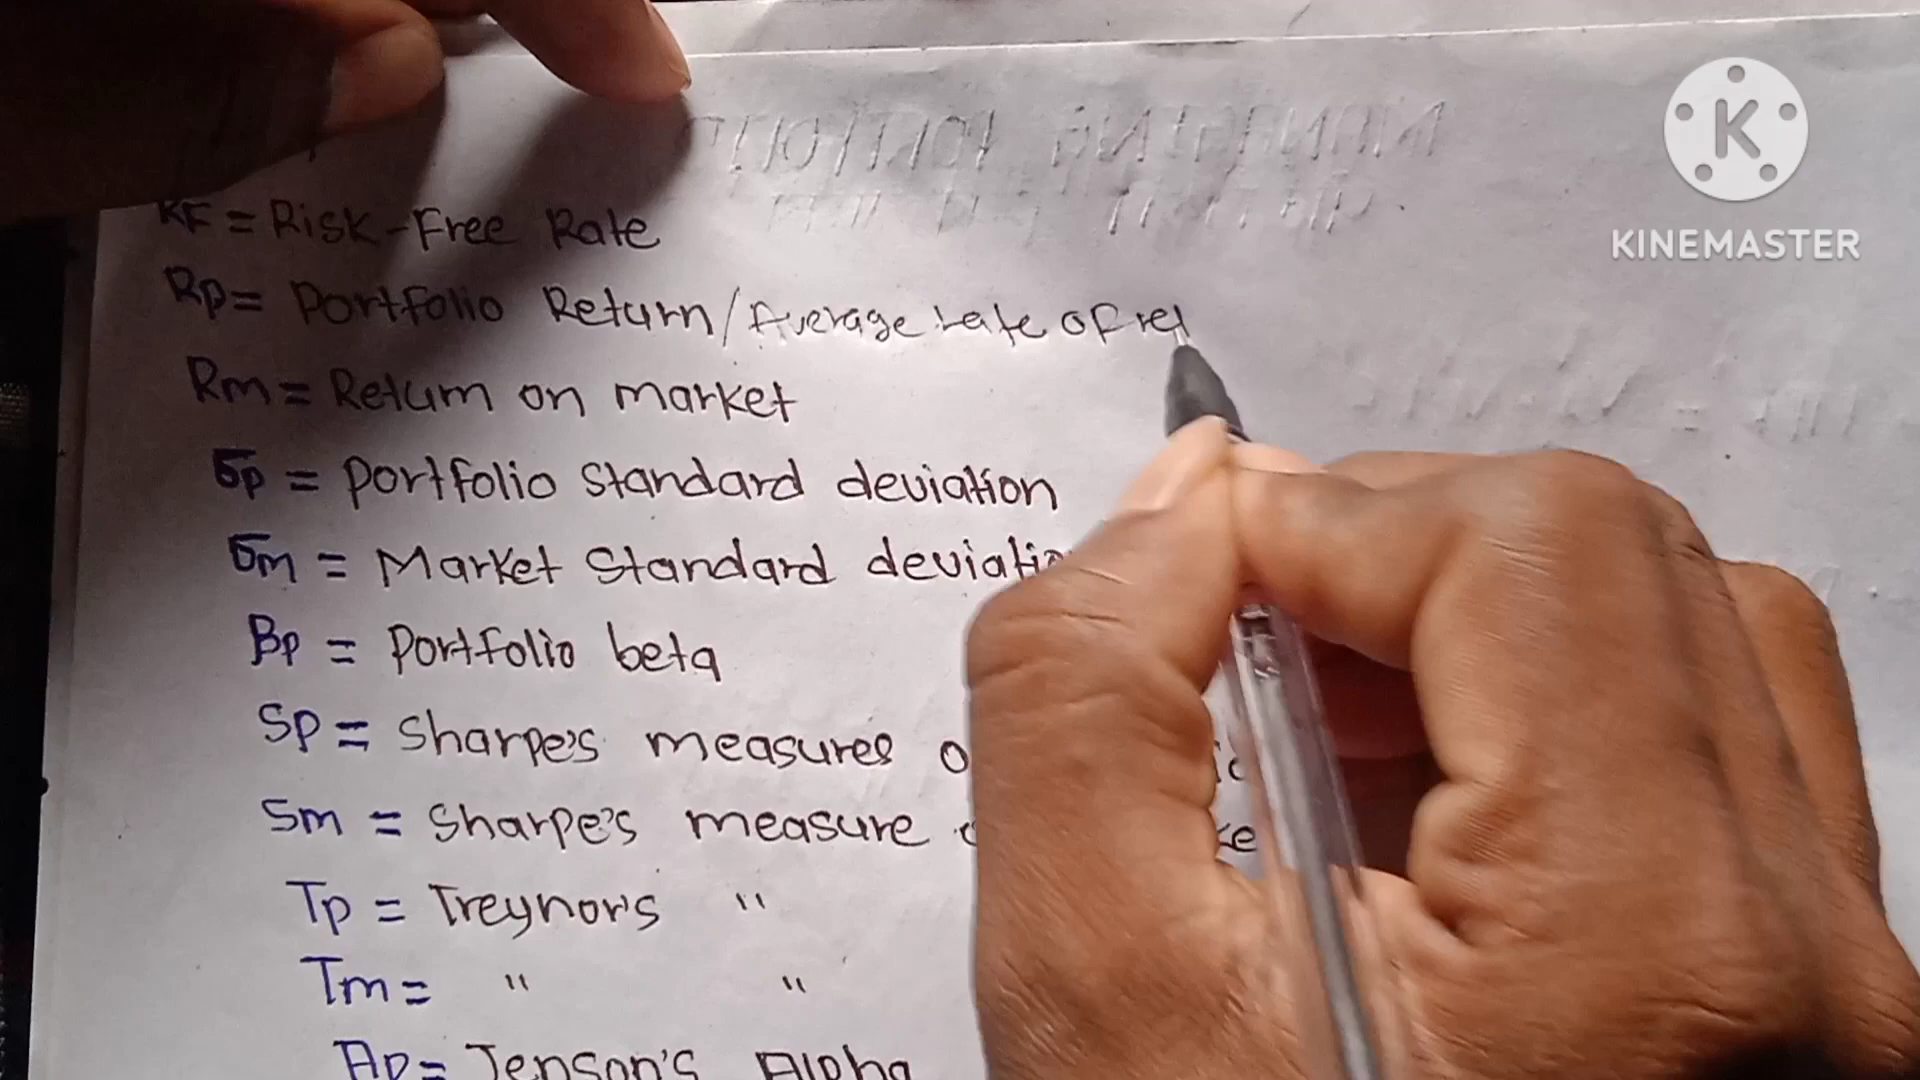 RF = Risk-Free Rate
Rp = Portfolio Return/Average rate of ret
Rm = Return on market
σp = Portfolio Standard deviation
σm = Market Standard deviatio
βp = Portfolio beta
Sp = Sharpe's measures o
Sm = Sharpe's measure
Tp = Treynor's "
Tm = " "
Ap = Jenson's Alpha
K
KINEMASTER